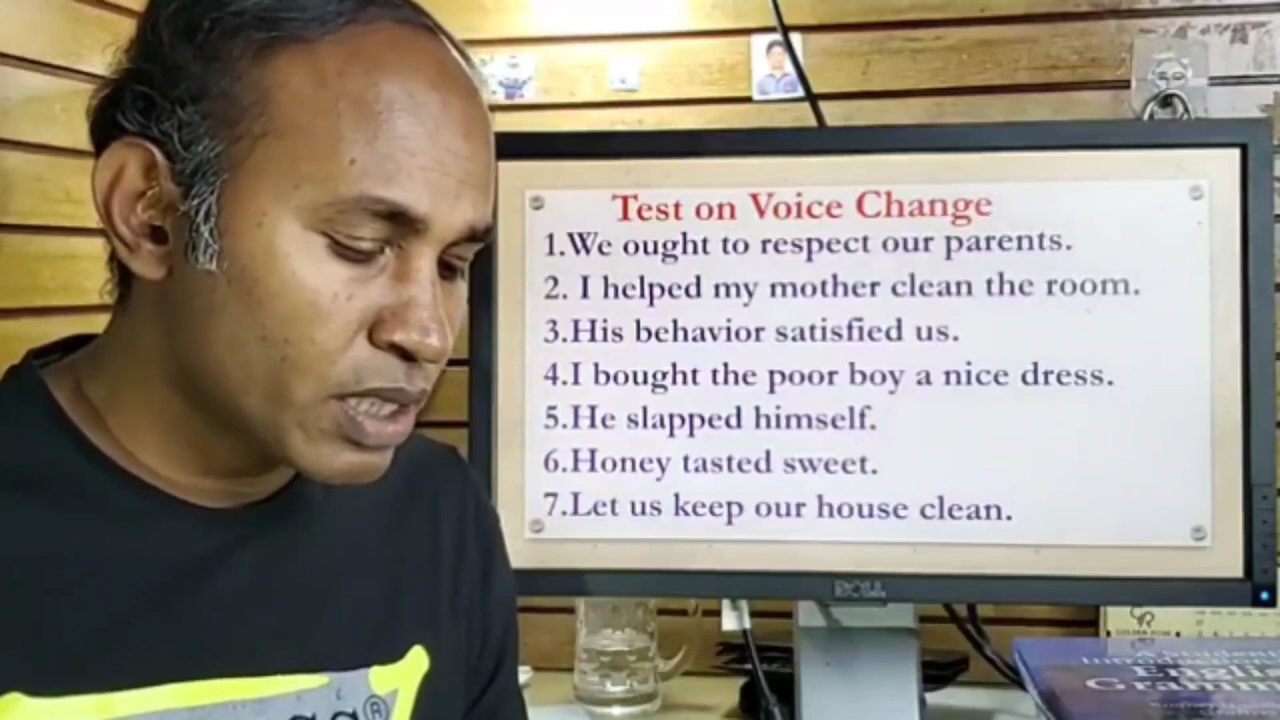 Test on Voice Change
1.We ought to respect our parents.
2. I helped my mother clean the room.
3.His behavior satisfied us.
4.I bought the poor boy a nice dress.
5.He slapped himself.
6.Honey tasted sweet.
7.Let us keep our house clean.
DELL